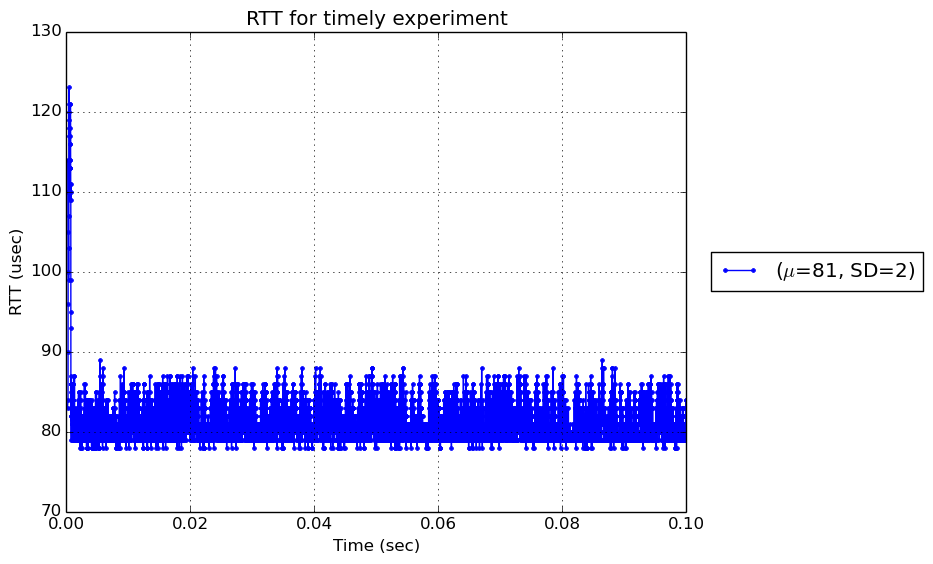 RTT for timely experiment
130
120
110
100
90
80
70
RTT (usec)
0.00 0.02 0.04 0.06 0.08 0.10
Time (sec)
(μ=81, SD=2)